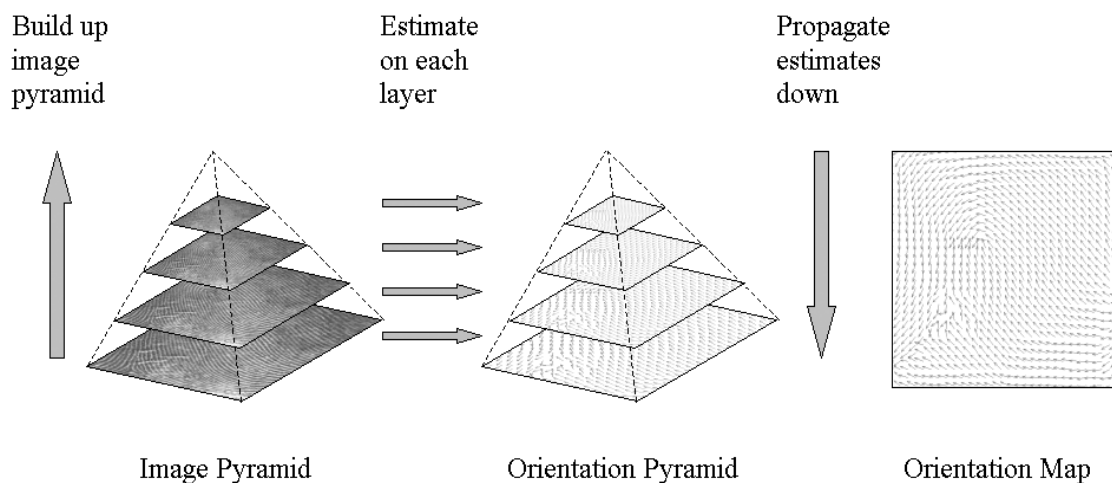 Build up
image
pyramid
Estimate
on each
layer
Propagate
estimates
down
Image Pyramid
Orientation Pyramid
Orientation Map